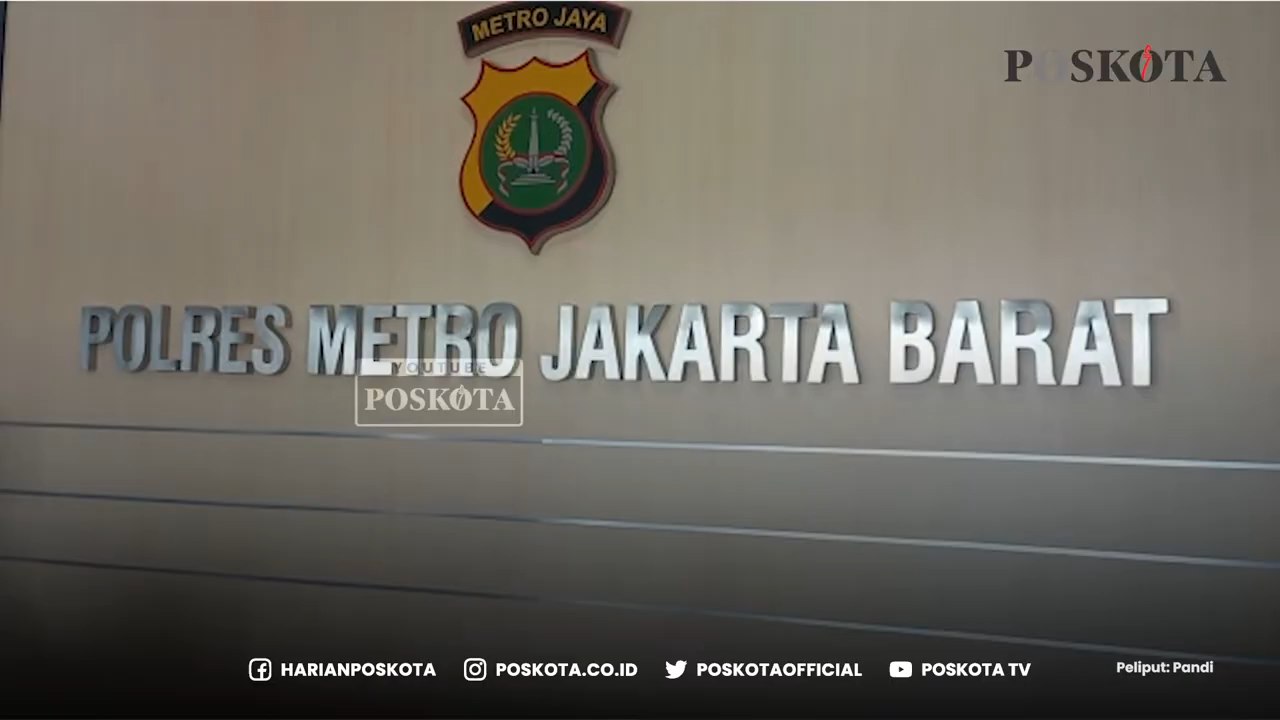 METRO JAYA
POSKOTA
POLRES METRO JAKARTA BARAT
YOUTUBE
POSKOTA
HARIANPOSKOTA POSKOTA.CO.ID POSKOTAOFFICIAL POSKOTA TV Peliput: Pandi